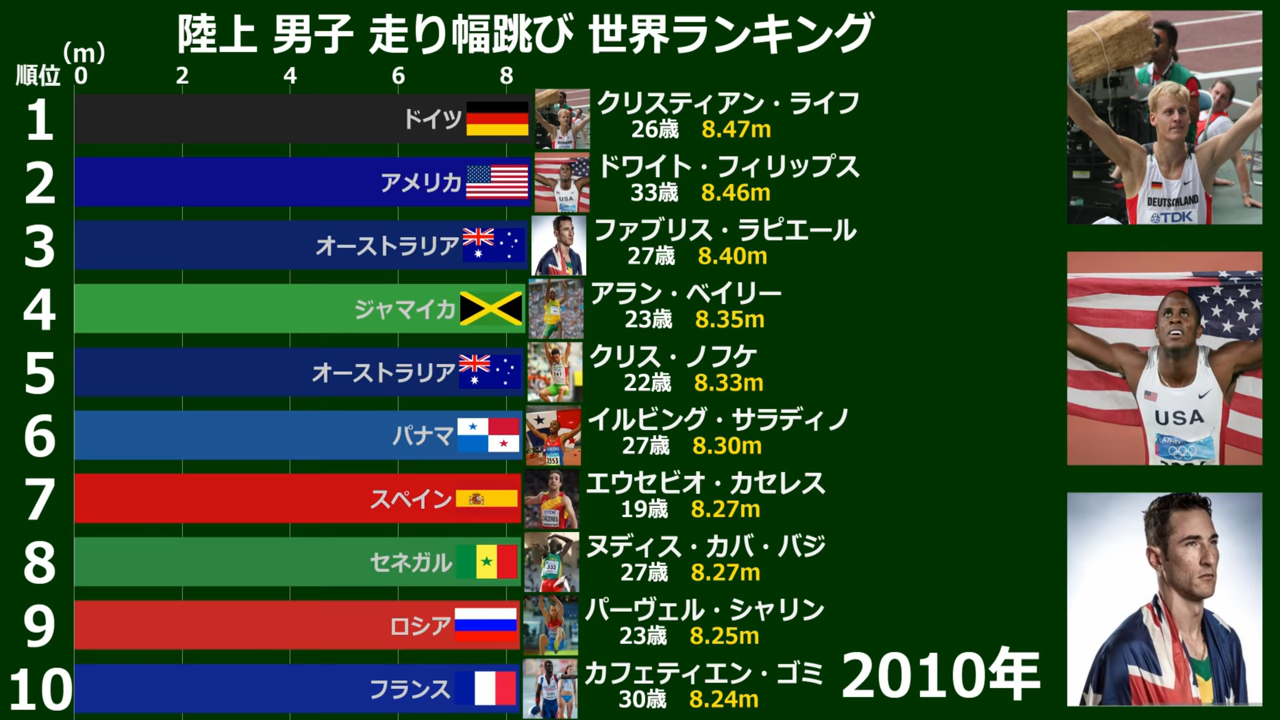 陸上 男子 走り幅跳び 世界ランキング
(m)
順位 0 2 4 6 8
1 ドイツ クリスティアン・ライフ
26歳 8.47m
2 アメリカ ドワイト・フィリップス
33歳 8.46m
3 オーストラリア ファブリス・ラピエール
27歳 8.40m
4 ジャマイカ アラン・ベイリー
23歳 8.35m
5 オーストラリア クリス・ノフケ
22歳 8.33m
6 パナマ イルビング・サラディノ
27歳 8.30m
7 スペイン エウセビオ・カセレス
19歳 8.27m
8 セネガル ヌディス・カバ・バジ
27歳 8.27m
9 ロシア パーヴェル・シャリン
23歳 8.25m
10 フランス カフェティエン・ゴミ
30歳 8.24m
2010年
DEUTSCHLAND
TDK
USA